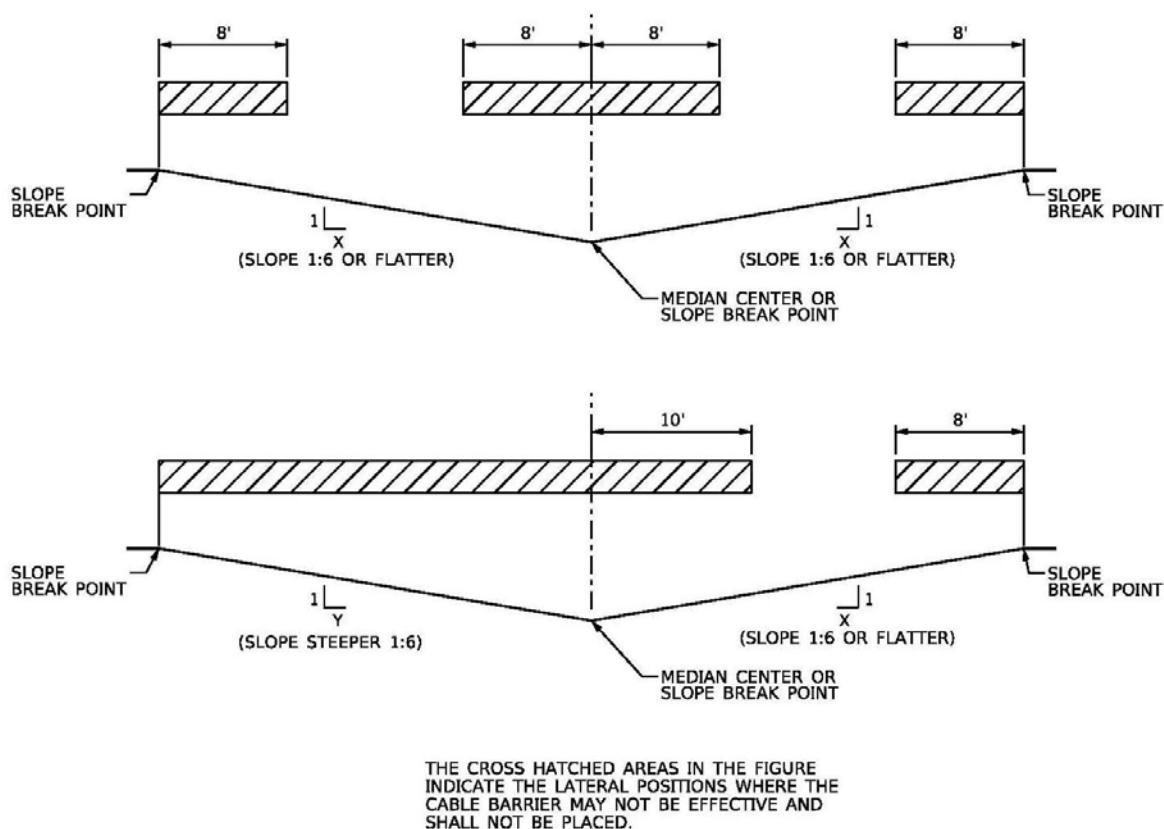 8'
8'
8'
8'
SLOPE
BREAK POINT
1
X
(SLOPE 1:6 OR FLATTER)
1
X
(SLOPE 1:6 OR FLATTER)
SLOPE
BREAK POINT
MEDIAN CENTER OR
SLOPE BREAK POINT
10'
8'
SLOPE
BREAK POINT
1
Y
(SLOPE STEEPER 1:6)
1
X
(SLOPE 1:6 OR FLATTER)
SLOPE
BREAK POINT
MEDIAN CENTER OR
SLOPE BREAK POINT
THE CROSS HATCHED AREAS IN THE FIGURE
INDICATE THE LATERAL POSITIONS WHERE THE
CABLE BARRIER MAY NOT BE EFFECTIVE AND
SHALL NOT BE PLACED.